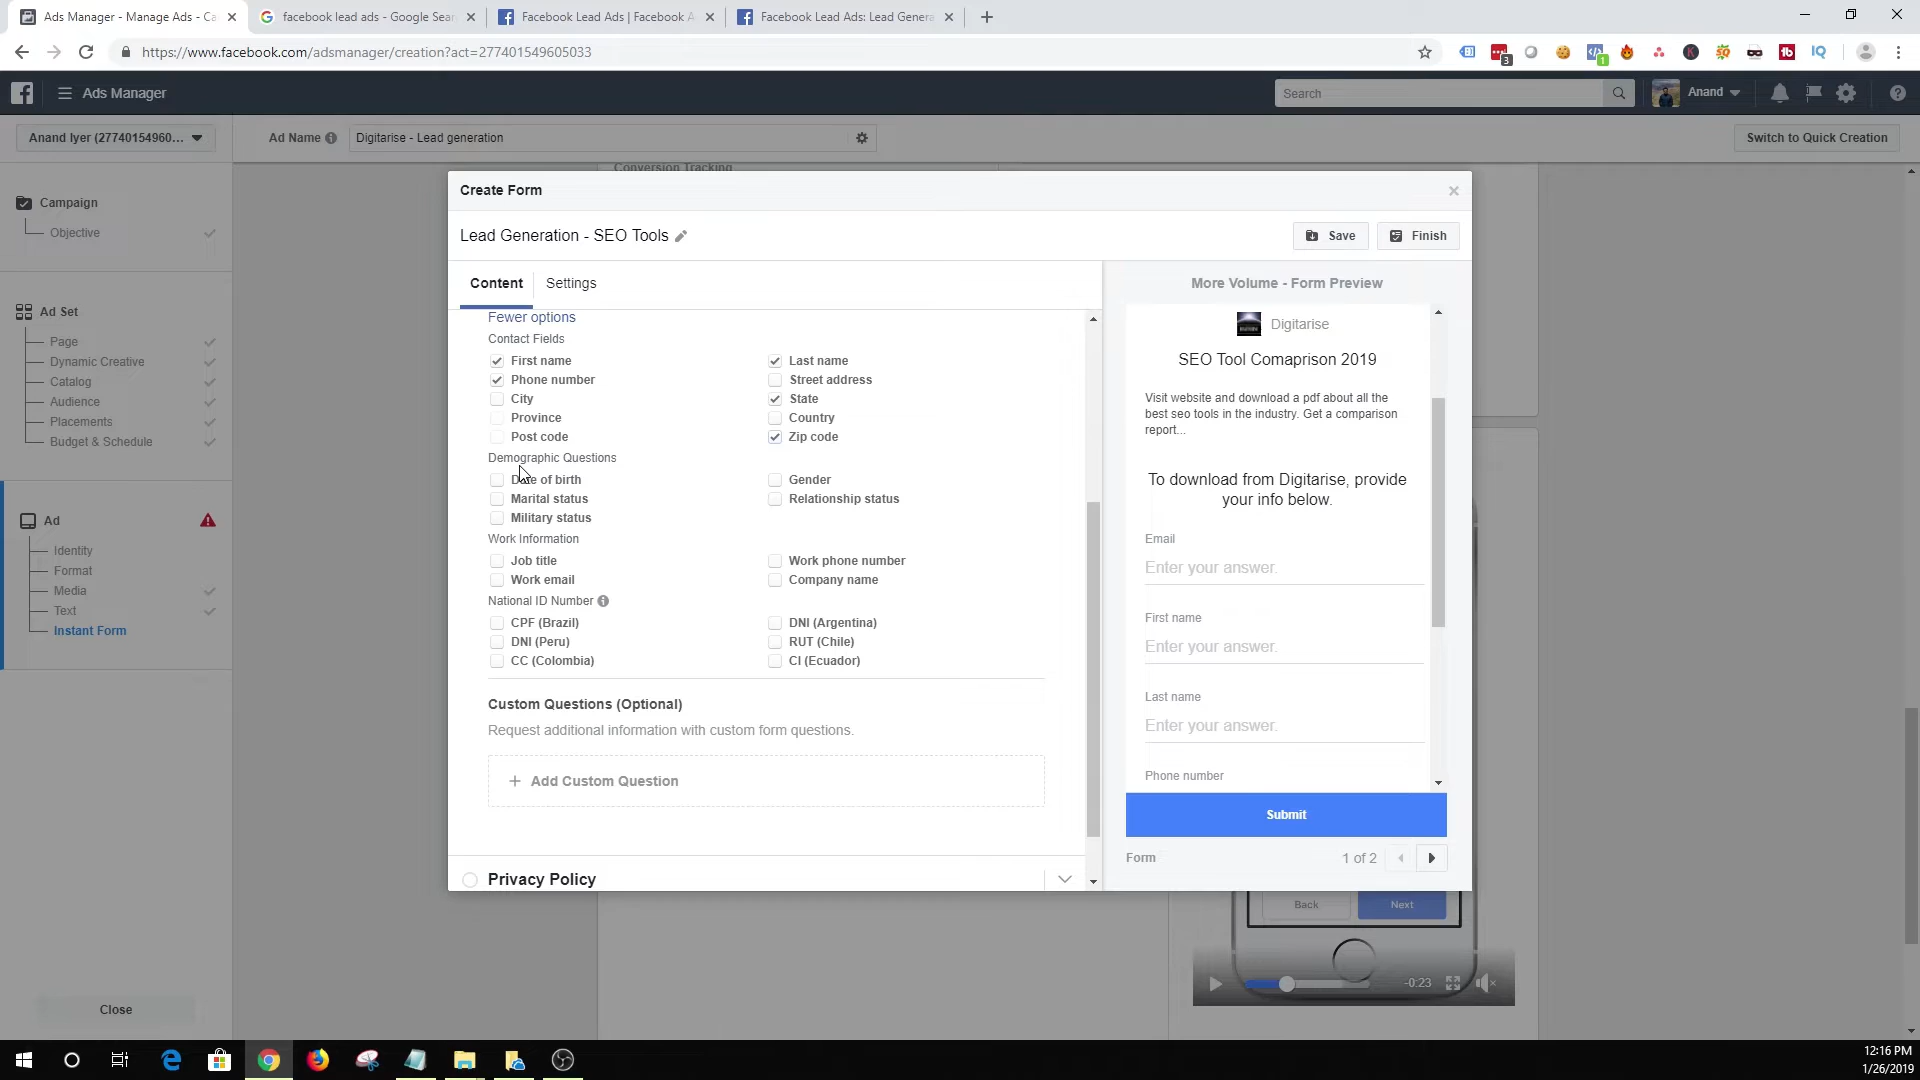 Ads Manager - Manage Ads - Ca
facebook lead ads - Google Sear
Facebook Lead Ads | Facebook A
Facebook Lead Ads: Lead Genera
https://www.facebook.com/adsmanager/creation?act=277401549605033
Ads Manager
Search
Anand
Anand Iyer (27740154960...
Ad Name
Digitarise - Lead generation
Switch to Quick Creation
Conversion Tracking
Campaign
Objective
Ad Set
Page
Dynamic Creative
Catalog
Audience
Placements
Budget & Schedule
Ad
Identity
Format
Media
Text
Instant Form
Close
Create Form
Lead Generation - SEO Tools
Save
Finish
Content
Settings
Fewer options
Contact Fields
First name
Last name
Phone number
Street address
City
State
Province
Country
Post code
Zip code
Demographic Questions
Date of birth
Gender
Marital status
Relationship status
Military status
Work Information
Job title
Work phone number
Work email
Company name
National ID Number
CPF (Brazil)
DNI (Argentina)
DNI (Peru)
RUT (Chile)
CC (Colombia)
CI (Ecuador)
Custom Questions (Optional)
Request additional information with custom form questions.
+ Add Custom Question
Privacy Policy
More Volume - Form Preview
Digitarise
SEO Tool Comaprison 2019
Visit website and download a pdf about all the
best seo tools in the industry. Get a comparison
report...
To download from Digitarise, provide
your info below.
Email
Enter your answer.
First name
Enter your answer.
Last name
Enter your answer.
Phone number
Submit
Form
1 of 2
Back
Next
-0:23
12:16 PM
1/26/2019